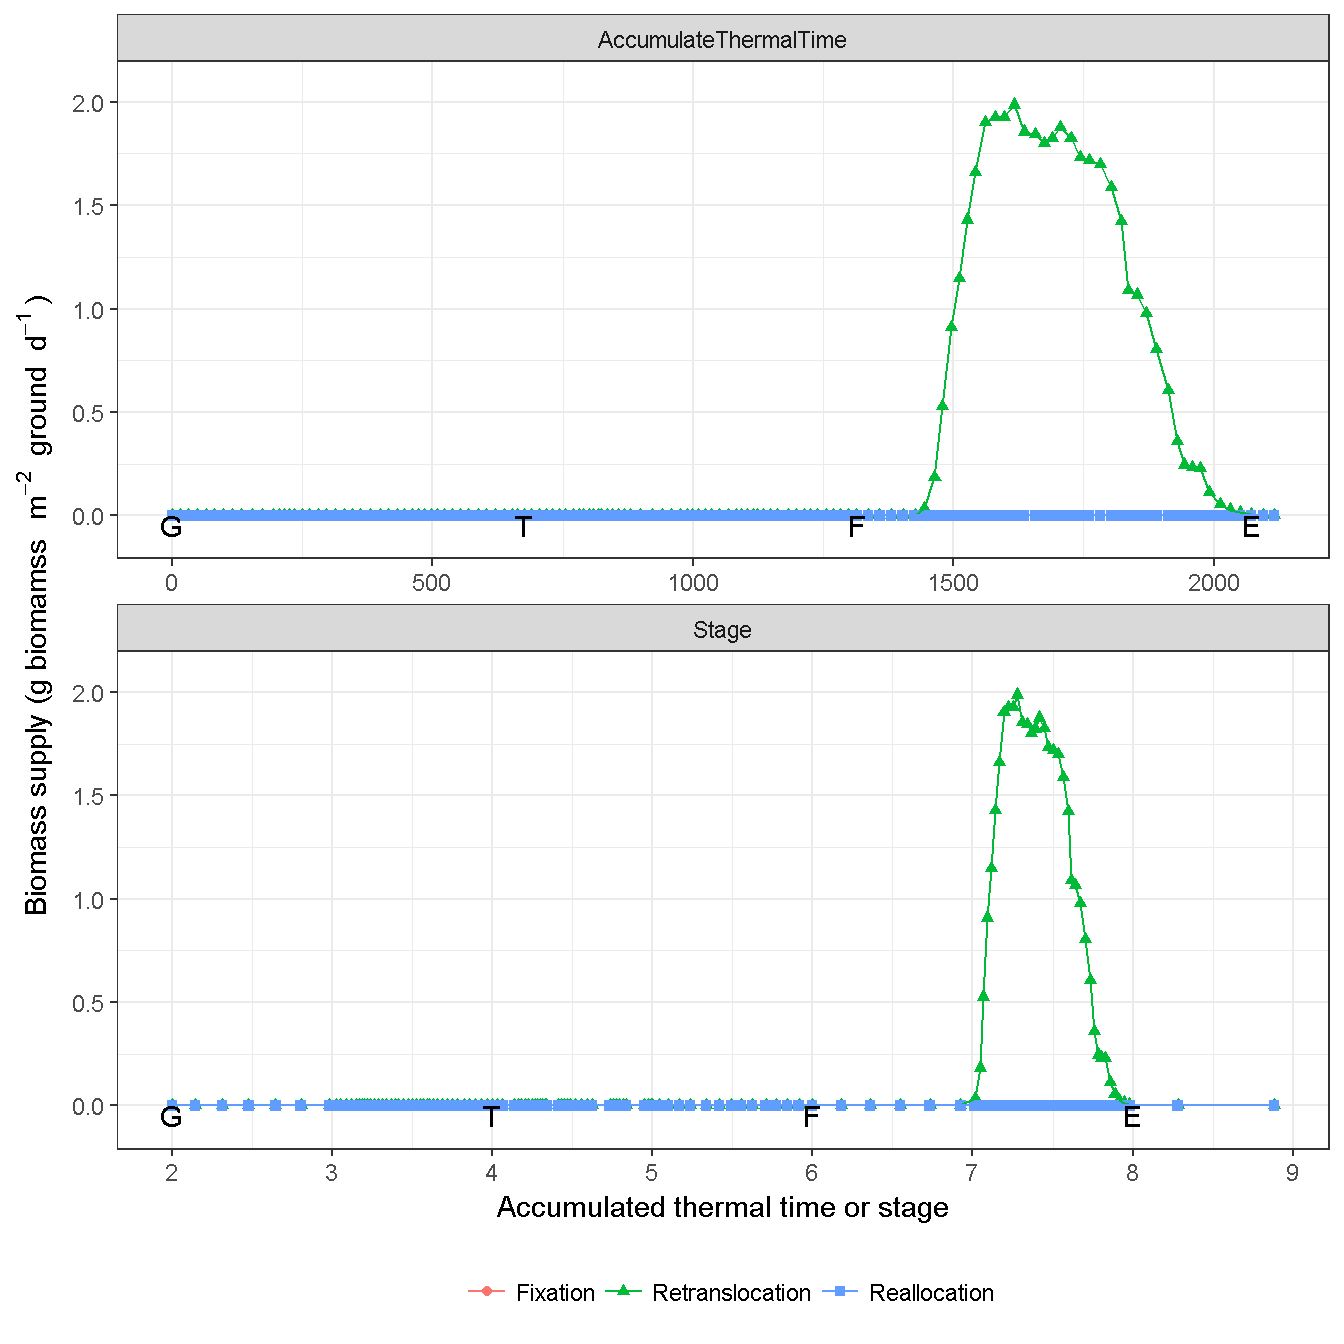 AccumulateThermalTime
2.0
1.5
1.0
0.5
0.0
G T F E
0 500 1000 1500 2000
Stage
2.0
1.5
1.0
0.5
0.0
G T F E
2 3 4 5 6 7 8 9
Biomass supply (g biomamss m⁻² ground d⁻¹)
Accumulated thermal time or stage
Fixation Retranslocation Reallocation